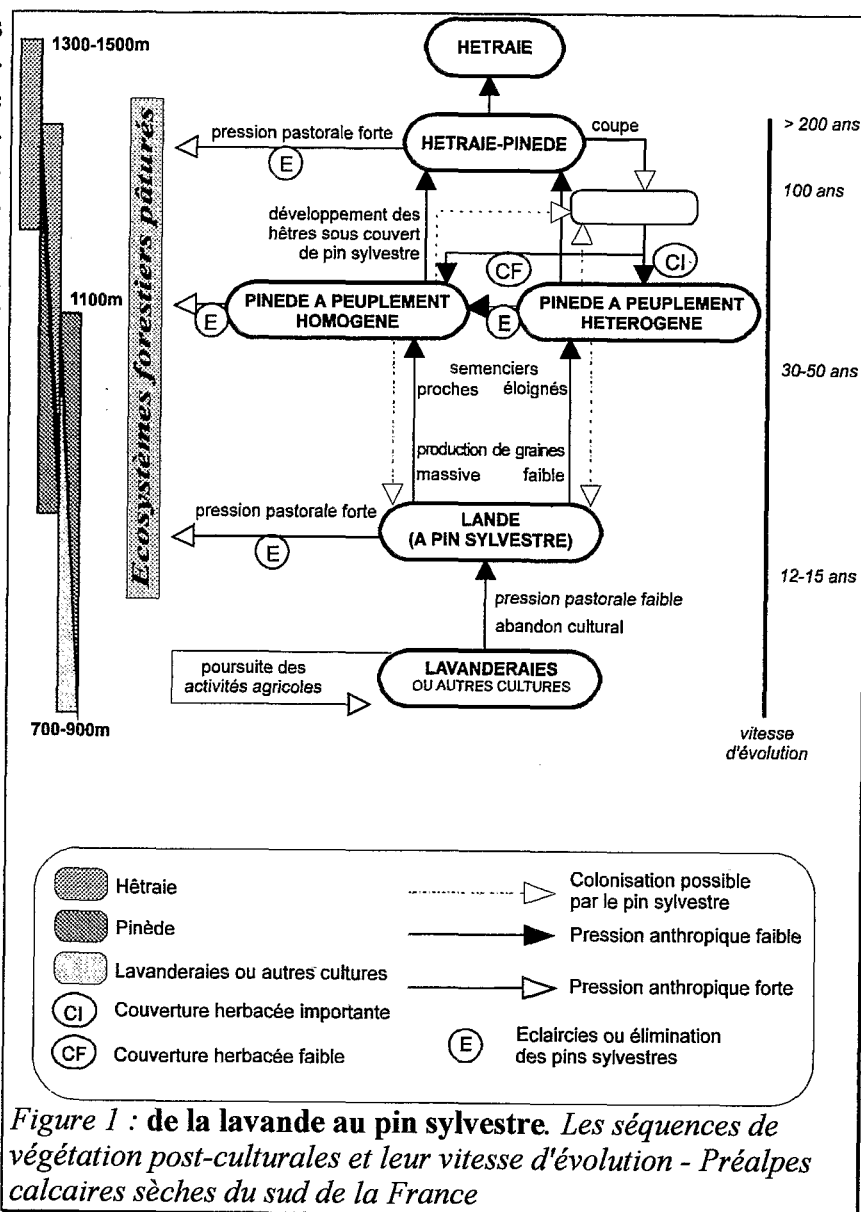 1300-1500m
HETRAIE
Ecosystèmes forestiers pâturés
pression pastorale forte
E
HETRAIE-PINEDE
coupe
> 200 ans
100 ans
développement des
hêtres sous couvert
de pin sylvestre
CF
CI
1100m
E
PINEDE A PEUPLEMENT
HOMOGENE
E
PINEDE A PEUPLEMENT
HETEROGENE
30-50 ans
semenciers
proches éloignés
production de graines
massive faible
pression pastorale forte
E
LANDE
(A PIN SYLVESTRE)
12-15 ans
pression pastorale faible
abandon cultural
poursuite des
activités agricoles
LAVANDERAIES
OU AUTRES CULTURES
700-900m
vitesse
d'évolution
Hêtraie
Pinède
Lavanderaies ou autres cultures
CI Couverture herbacée importante
CF Couverture herbacée faible
Colonisation possible
par le pin sylvestre
Pression anthropique faible
Pression anthropique forte
E Eclaircies ou élimination
des pins sylvestres
Figure 1 : de la lavande au pin sylvestre. Les séquences de
végétation post-culturales et leur vitesse d'évolution - Préalpes
calcaires sèches du sud de la France